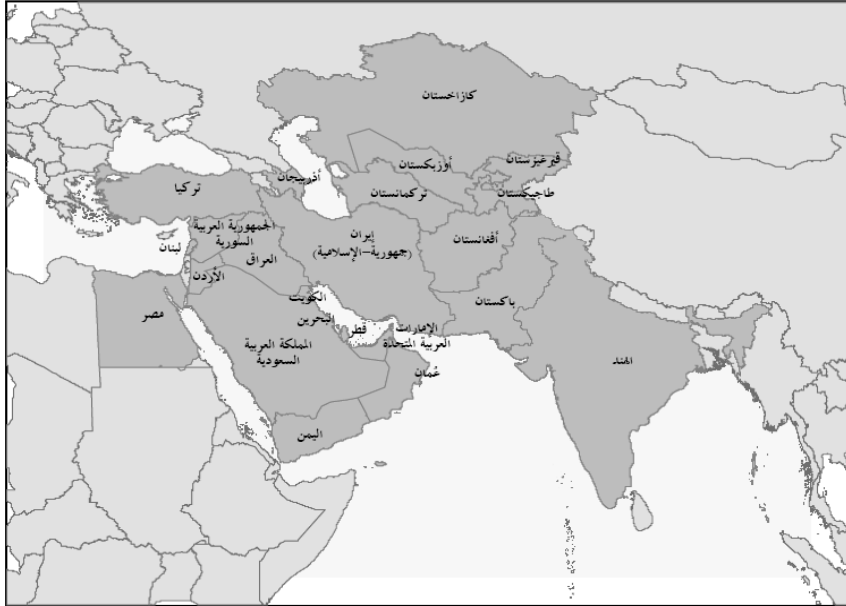 كازاخستان
أوزبكستان
قيرغيزستان
أذربيجان
تركمانستان
طاجيكستان
تركيا
الجمهورية العربية
السورية
لبنان
العراق
إيران
(جمهورية-الإسلامية)
أفغانستان
الأردن
الكويت
باكستان
مصر
البحرين
قطر
الإمارات
العربية المتحدة
المملكة العربية
السعودية
الهند
عُمان
اليمن